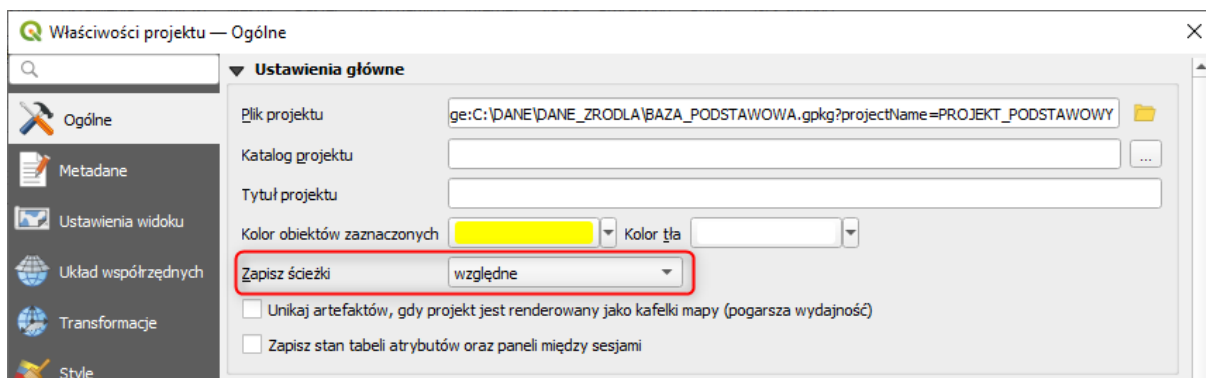 Właściwości projektu — Ogólne
Ustawienia główne
Ogólne
Plik projektu
ge:C:\DANE\DANE_ZRODLA\BAZA_PODSTAWOWA.gpkg?projectName=PROJEKT_PODSTAWOWY
Katalog projektu
...
Metadane
Tytuł projektu
Ustawienia widoku
Kolor obiektów zaznaczonych
Kolor tła
Układ współrzędnych
Zapisz ścieżki
względne
Unikaj artefaktów, gdy projekt jest renderowany jako kafelki mapy (pogarsza wydajność)
Transformacje
Zapisz stan tabeli atrybutów oraz paneli między sesjami
Style